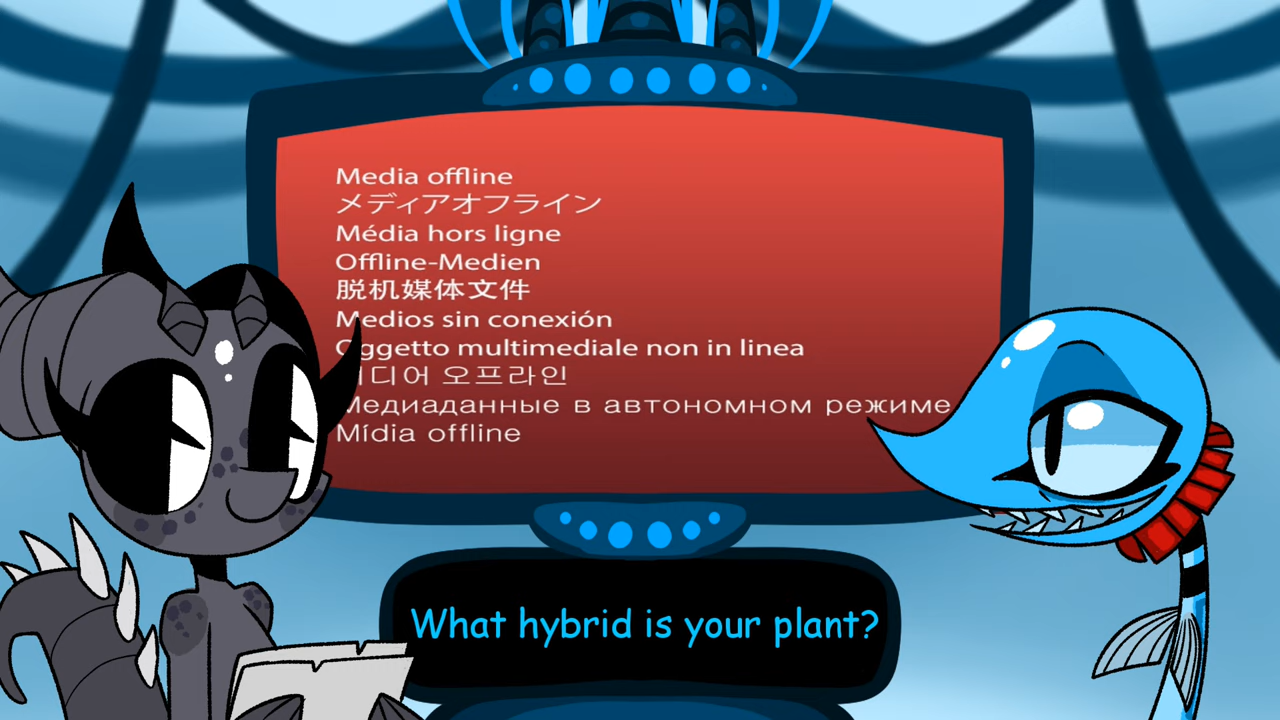 Media offline
メディアオフライン
Média hors ligne
Offline-Medien
脱机媒体文件
Medios sin conexión
Oggetto multimediale non in linea
디어 오프라인
Медиаданные в автономном режиме
Mídia offline
What hybrid is your plant?